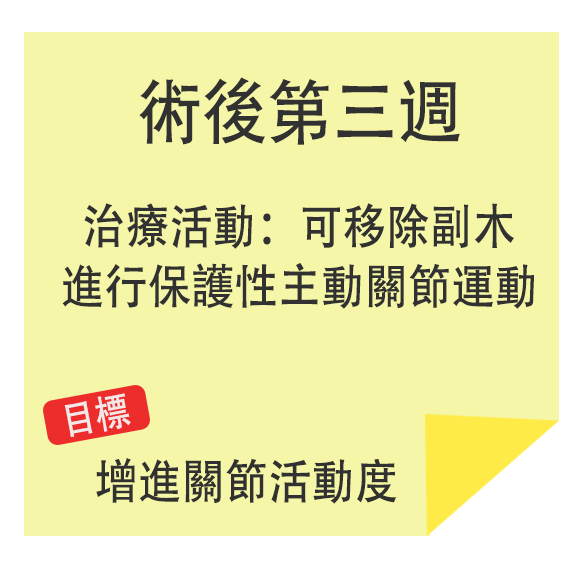 術後第三週
治療活動：可移除副木
進行保護性主動關節運動
目標
增進關節活動度